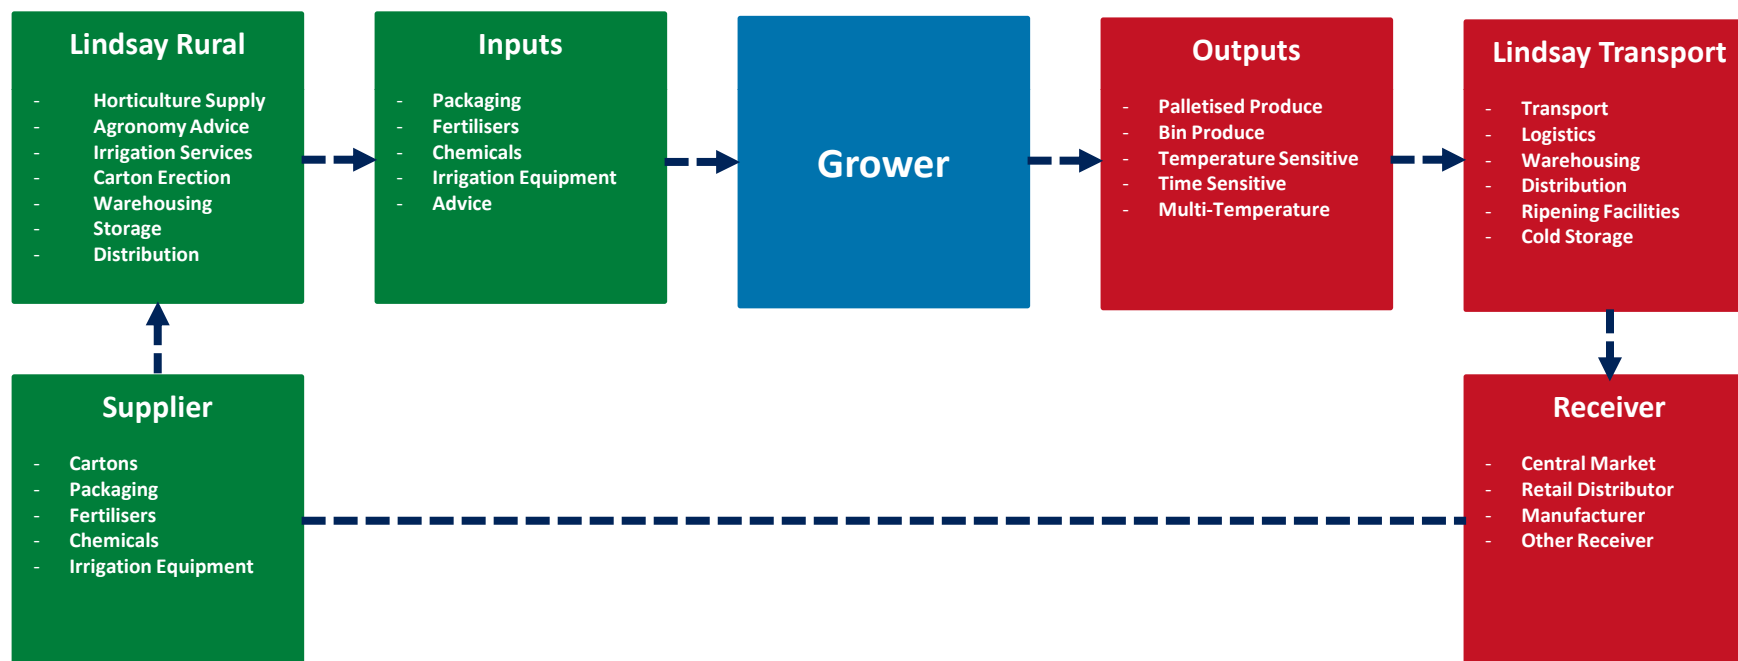 Lindsay Rural
- Horticulture Supply
- Agronomy Advice
- Irrigation Services
- Carton Erection
- Warehousing
- Storage
- Distribution
Inputs
- Packaging
- Fertilisers
- Chemicals
- Irrigation Equipment
- Advice
Grower
Outputs
- Palletised Produce
- Bin Produce
- Temperature Sensitive
- Time Sensitive
- Multi-Temperature
Lindsay Transport
- Transport
- Logistics
- Warehousing
- Distribution
- Ripening Facilities
- Cold Storage
Supplier
- Cartons
- Packaging
- Fertilisers
- Chemicals
- Irrigation Equipment
Receiver
- Central Market
- Retail Distributor
- Manufacturer
- Other Receiver